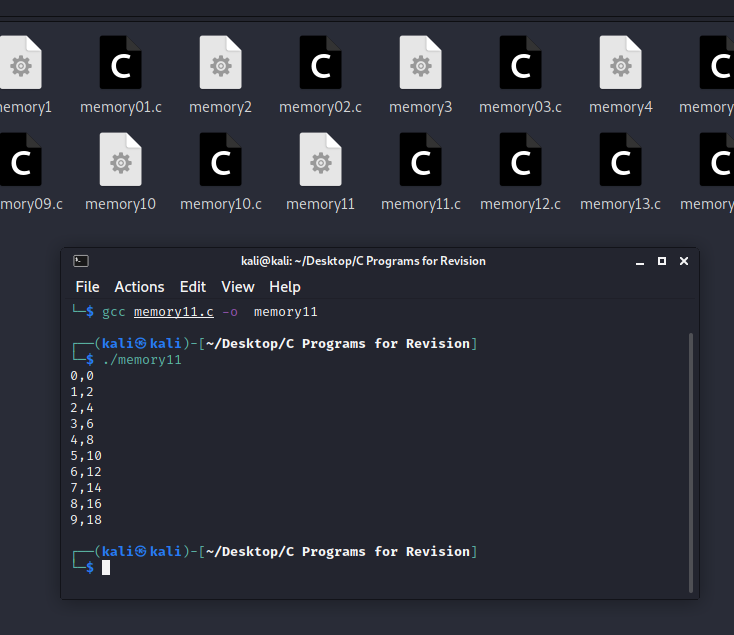 memory1 memory01.c memory2 memory02.c memory3 memory03.c memory4 memory
mory09.c memory10 memory10.c memory11 memory11.c memory12.c memory13.c memory
kali@kali: ~/Desktop/C Programs for Revision
File Actions Edit View Help
└─$ gcc memory11.c -o  memory11
┌──(kali㉿kali)-[~/Desktop/C Programs for Revision]
└─$ ./memory11
0,0
1,2
2,4
3,6
4,8
5,10
6,12
7,14
8,16
9,18
┌──(kali㉿kali)-[~/Desktop/C Programs for Revision]
└─$